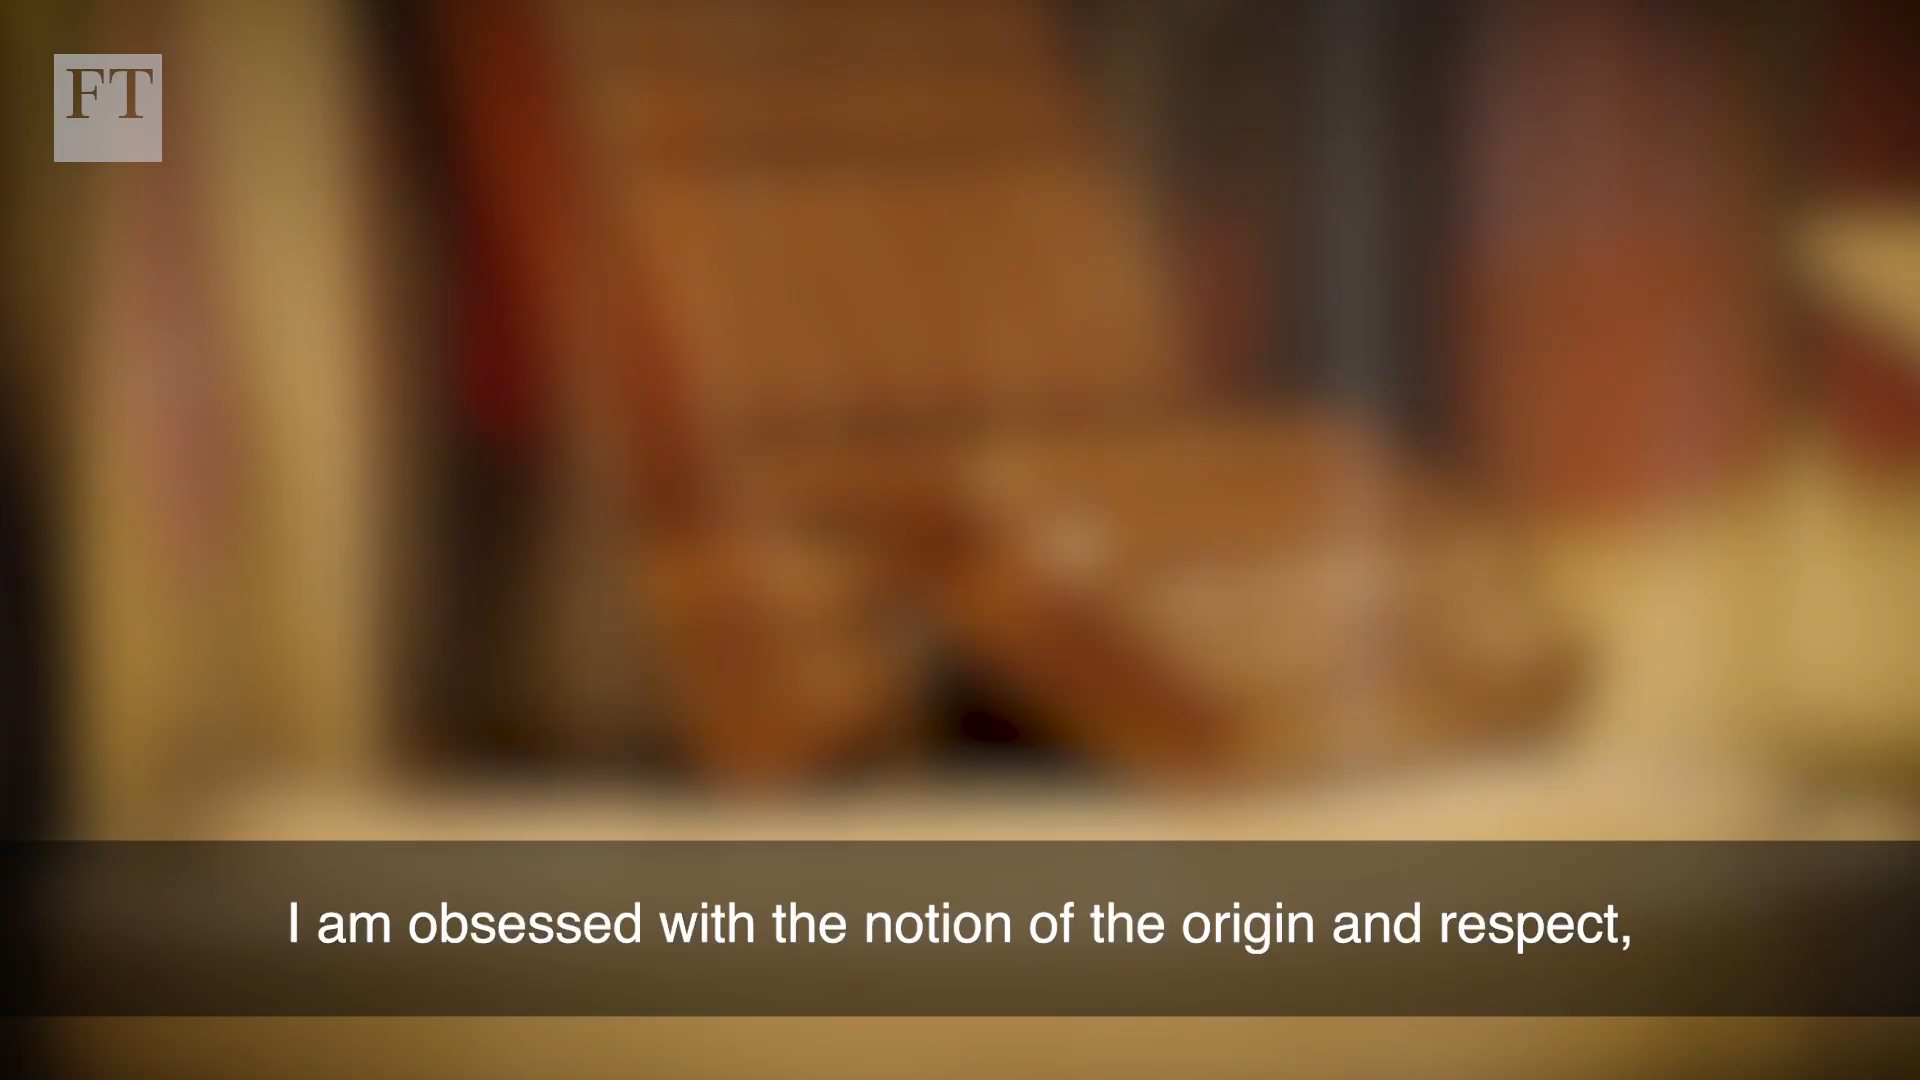 FT
I am obsessed with the notion of the origin and respect,